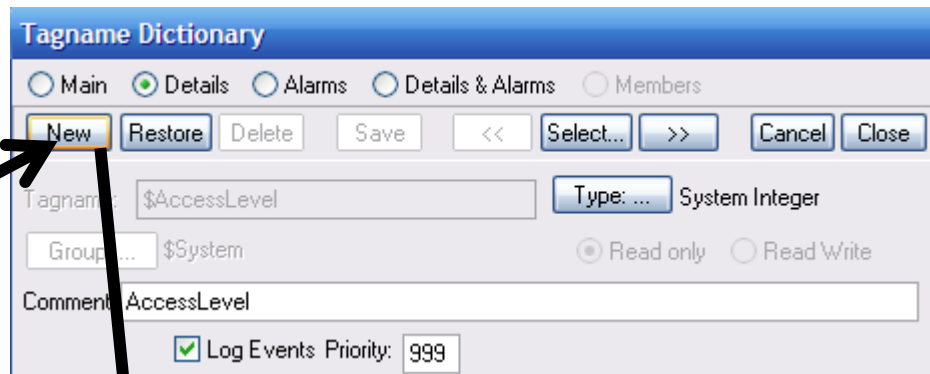 Tagname Dictionary
Main Details Alarms Details & Alarms Members
New Restore Delete Save << Select... >> Cancel Close
Tagname: $AccessLevel Type: ... System Integer
Group: ... $System Read only Read Write
Comment: AccessLevel
Log Events Priority: 999